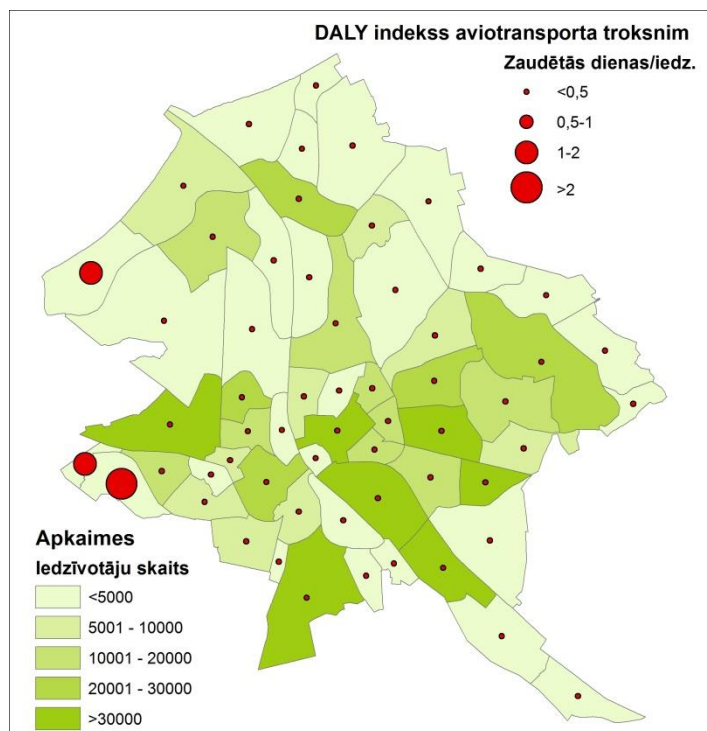 DALY indekss aviotransporta troksnim
Zaudētās dienas/iedz.
<0,5
0,5-1
1-2
>2
Apkaimes
Iedzīvotāju skaits
<5000
5001 - 10000
10001 - 20000
20001 - 30000
>30000